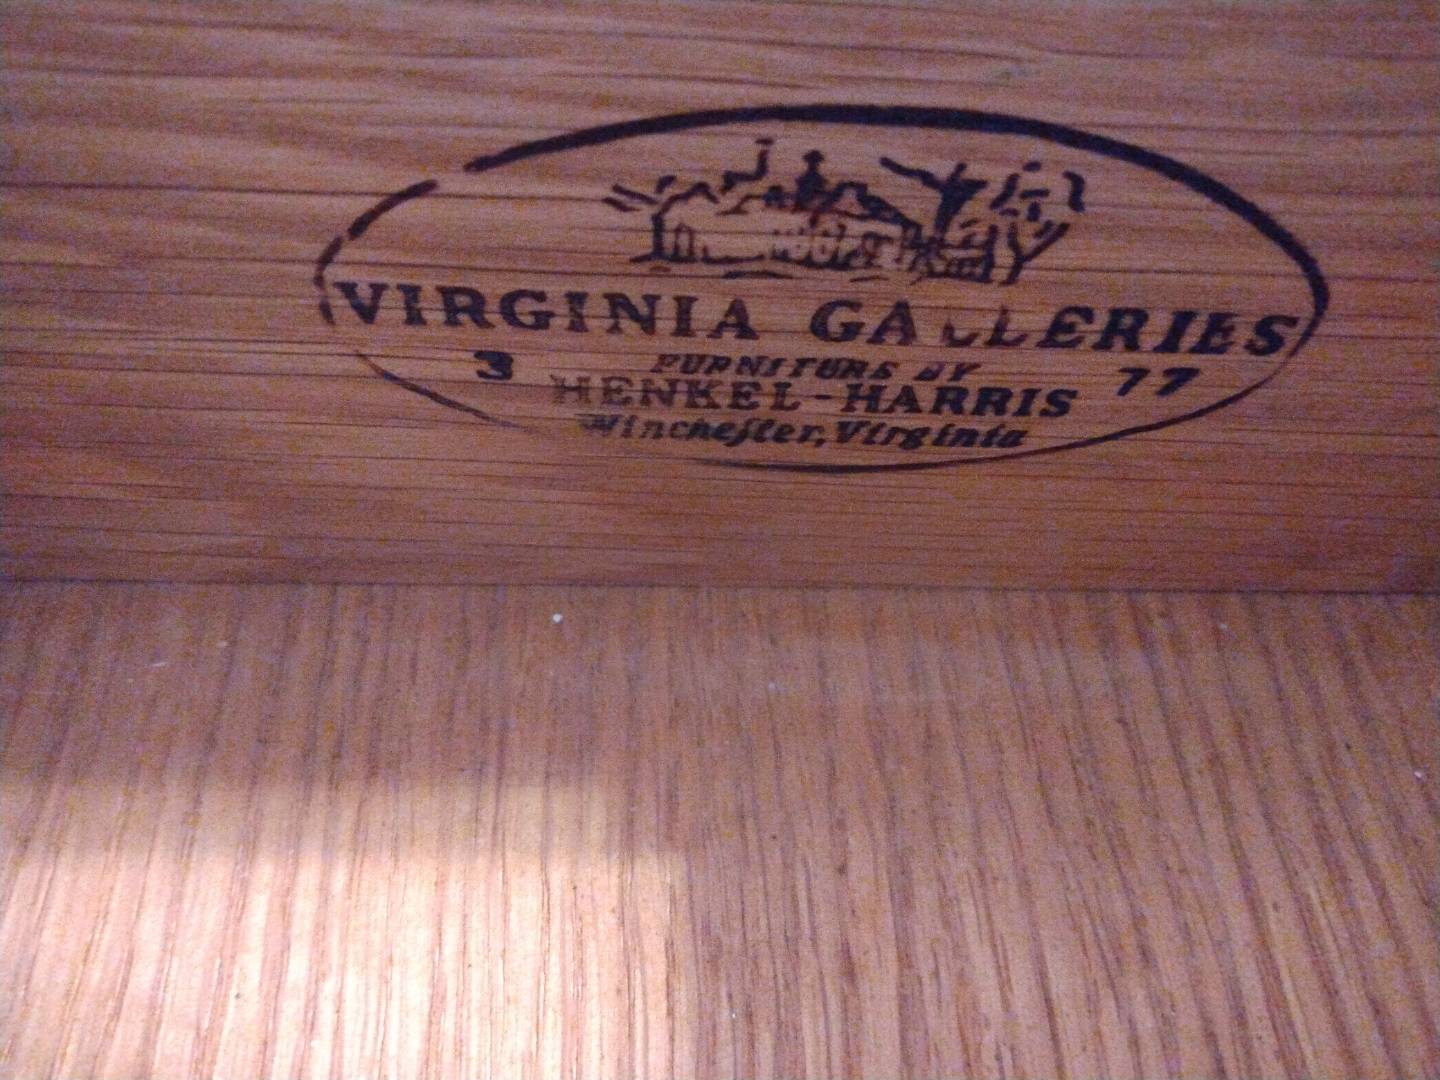 VIRGINIA GALLERIES
3 FURNITURE BY 77
HENKEL-HARRIS
Winchester, Virginia